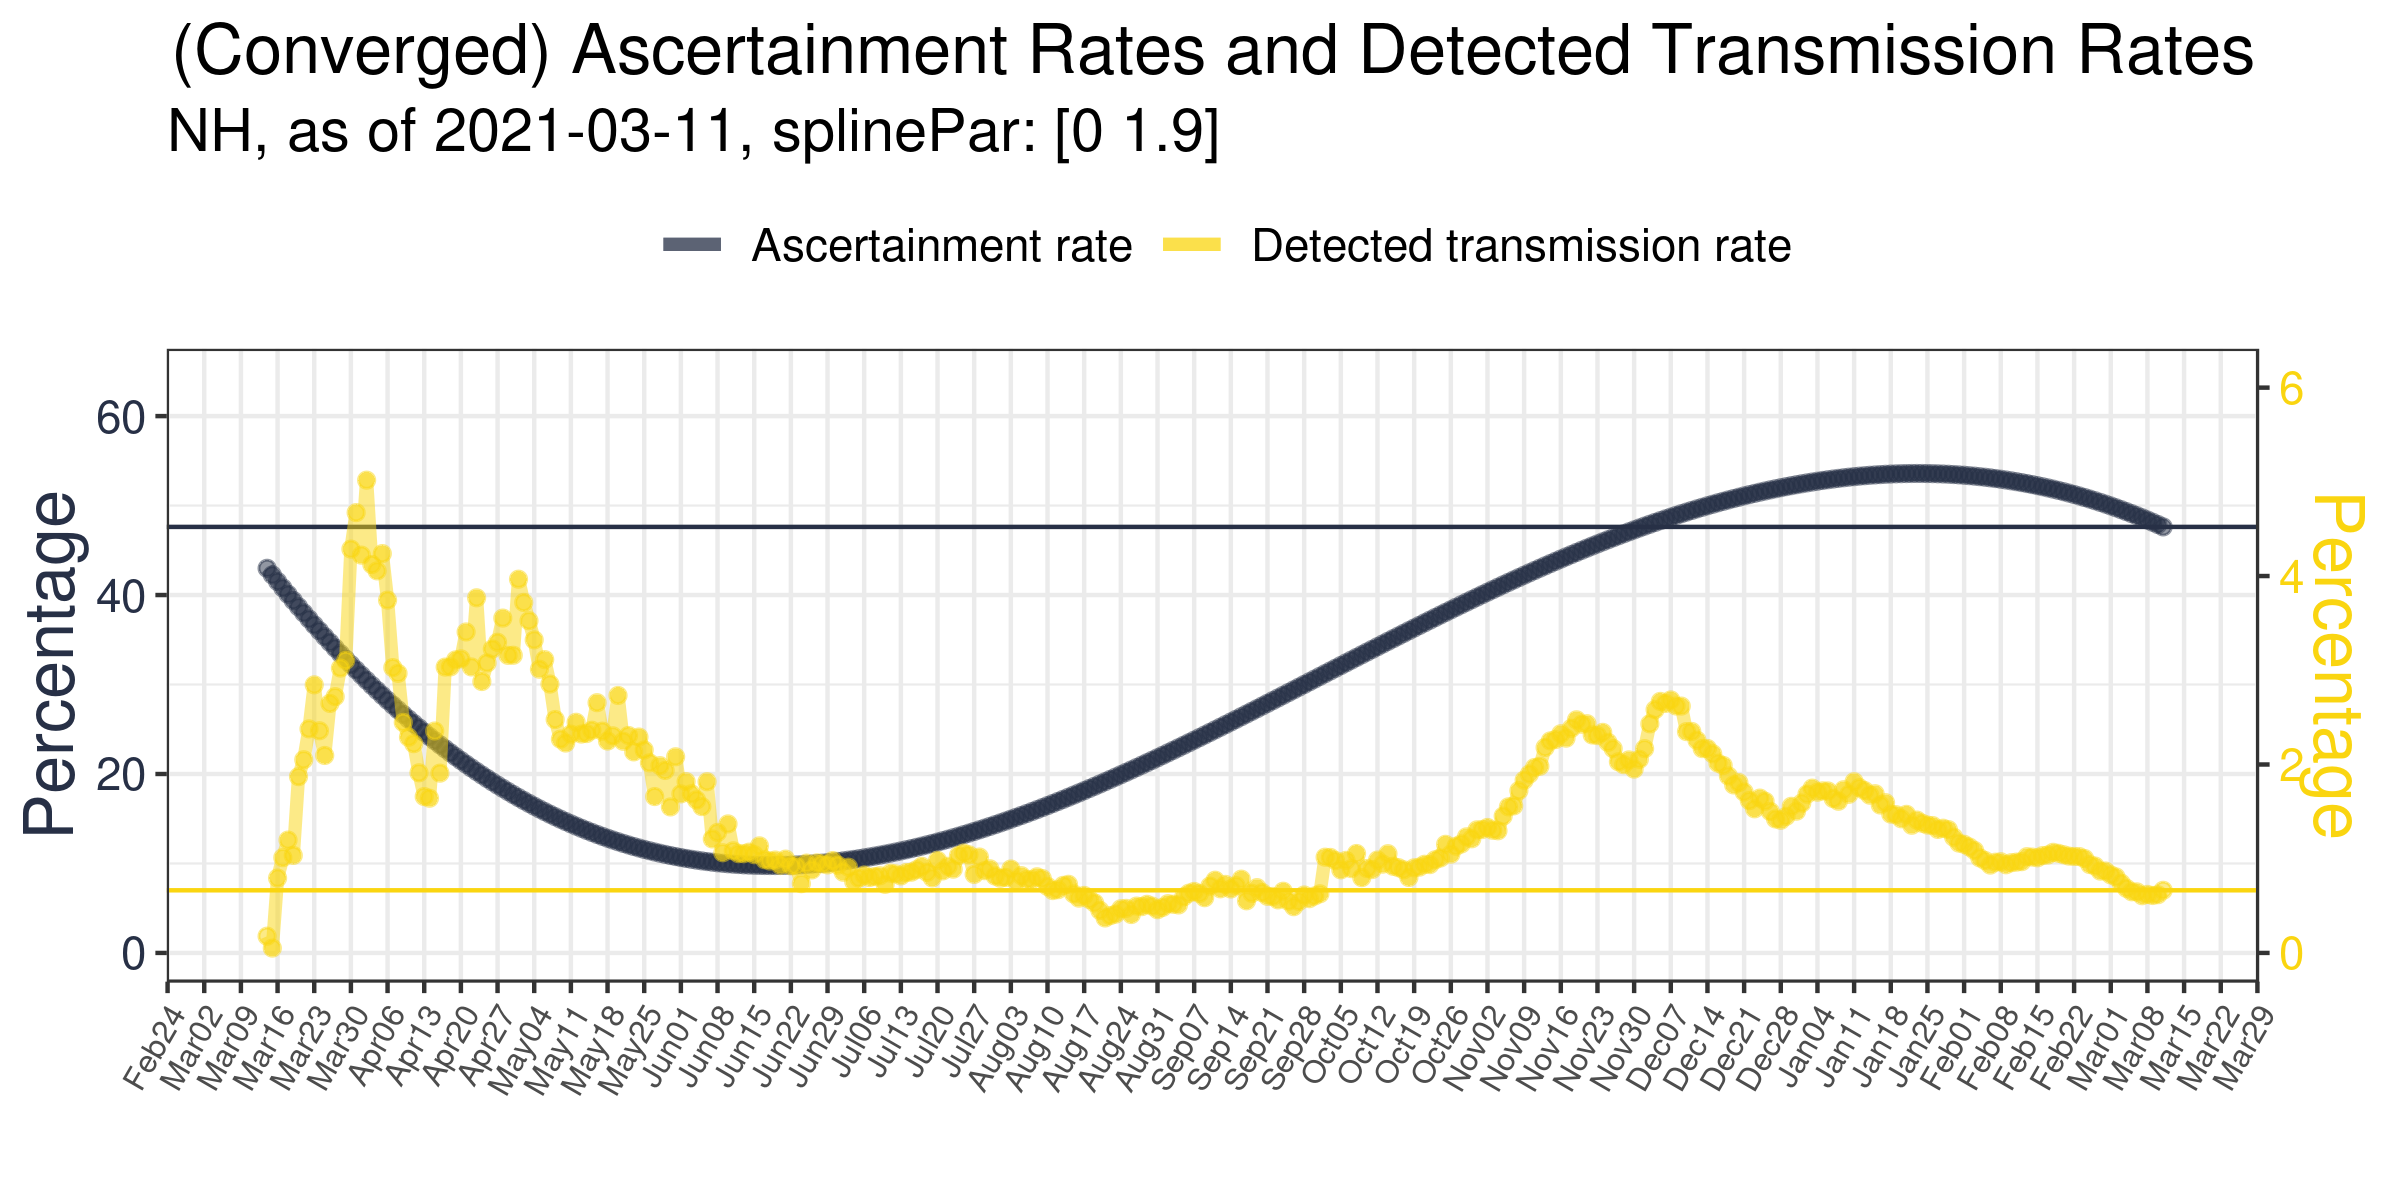 (Converged) Ascertainment Rates and Detected Transmission Rates
NH, as of 2021-03-11, splinePar: [0 1.9]
Ascertainment rate Detected transmission rate
Percentage
60
40
20
0
6
4
2
0
Percentage
Feb24 Mar02 Mar09 Mar16 Mar23 Mar30 Apr06 Apr13 Apr20 Apr27 May04 May11 May18 May25 Jun01 Jun08 Jun15 Jun22 Jun29 Jul06 Jul13 Jul20 Jul27 Aug03 Aug10 Aug17 Aug24 Aug31 Sep07 Sep14 Sep21 Sep28 Oct05 Oct12 Oct19 Oct26 Nov02 Nov09 Nov16 Nov23 Nov30 Dec07 Dec14 Dec21 Dec28 Jan04 Jan11 Jan18 Jan25 Feb01 Feb08 Feb15 Feb22 Mar01 Mar08 Mar15 Mar22 Mar29